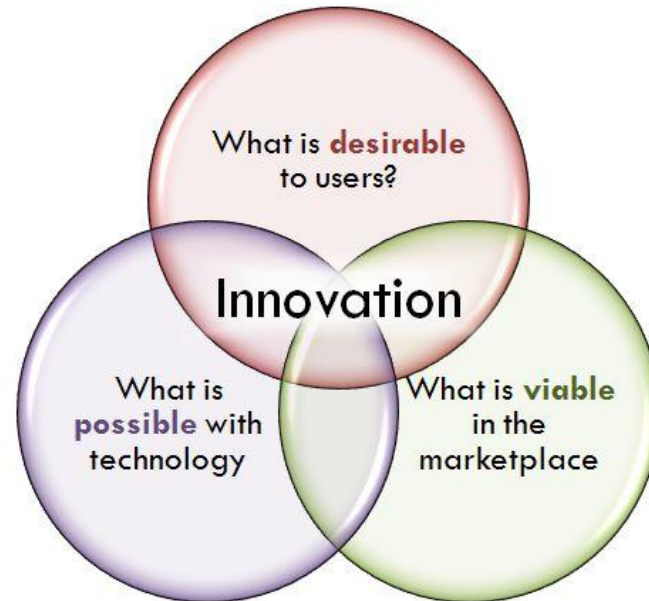 What is desirable
to users?
Innovation
What is
possible with
technology
What is viable
in the
marketplace